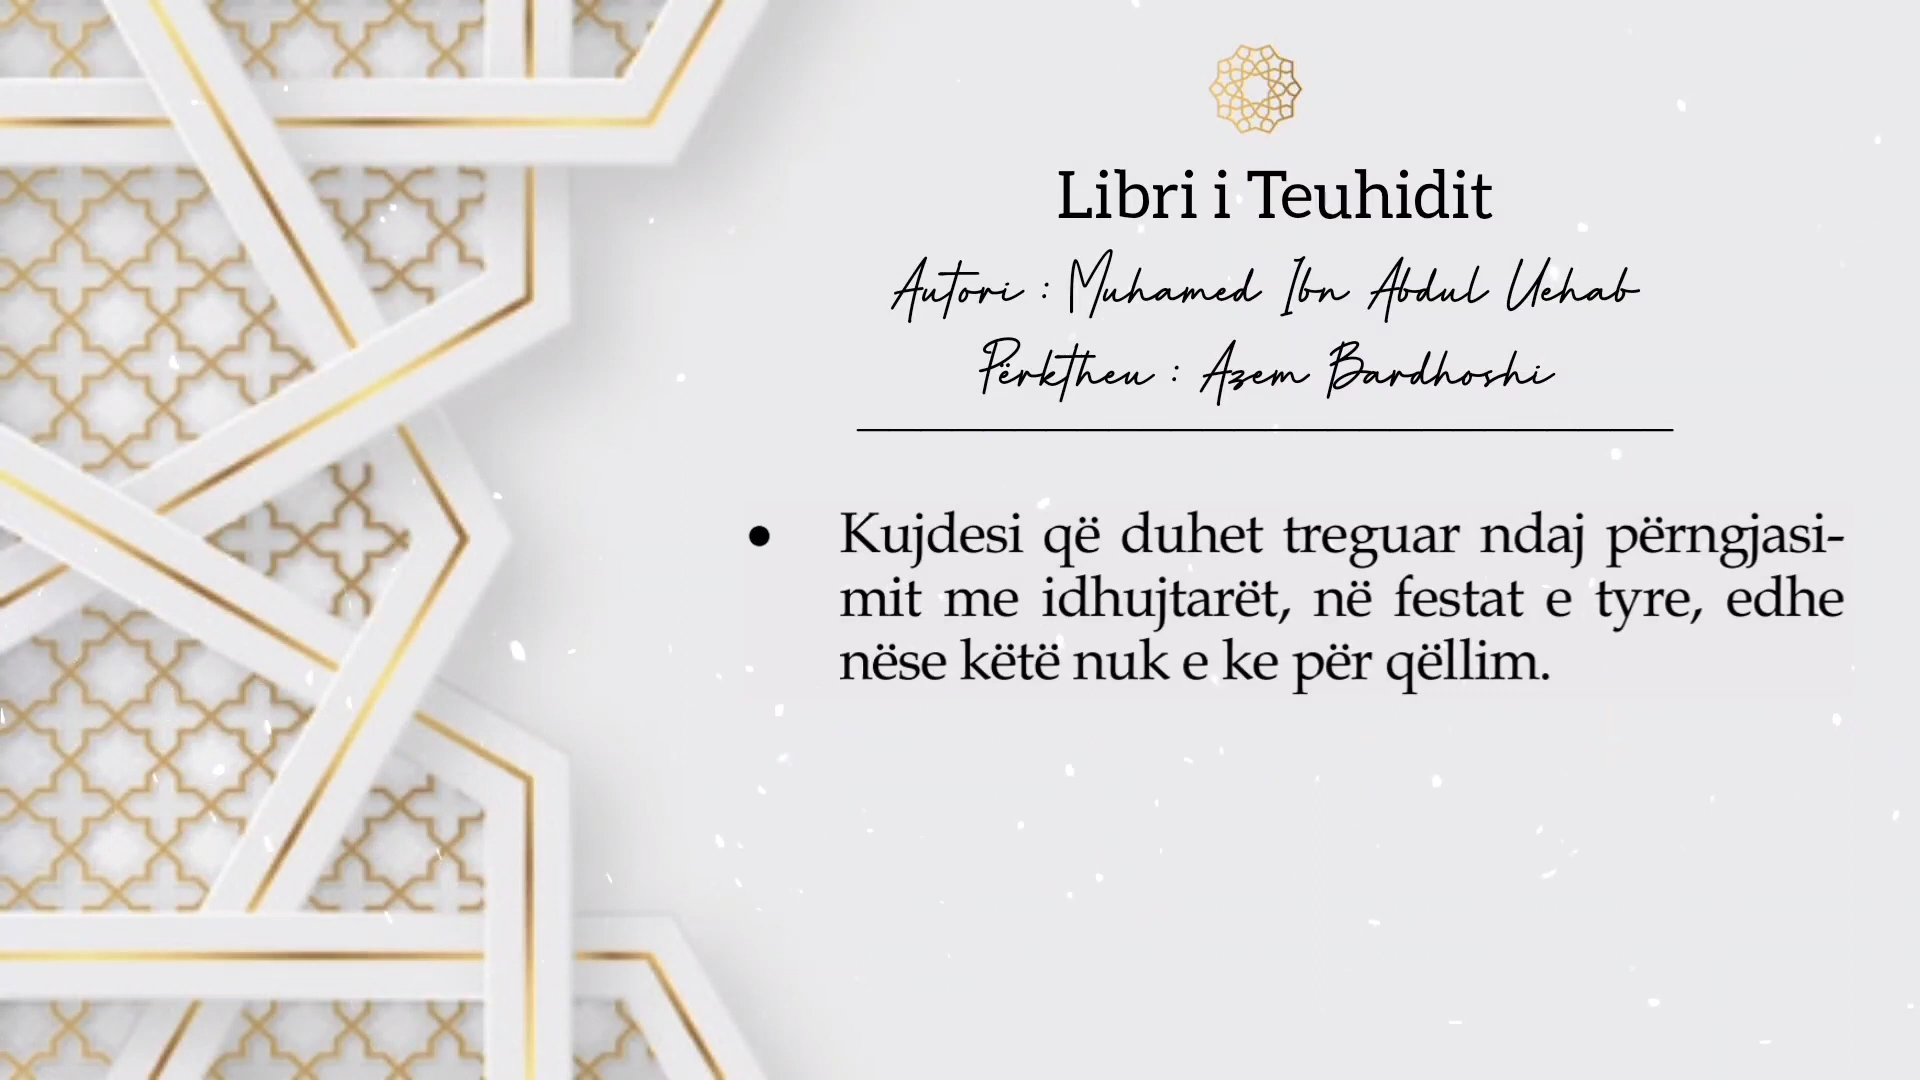 Libri i Teuhidit
Autori : Muhamed Ibn Abdul Uehab
Përktheu : Azem Bardhoshi
• Kujdesi që duhet treguar ndaj përngjasi-
mit me idhujtarët, në festat e tyre, edhe
nëse këtë nuk e ke për qëllim.